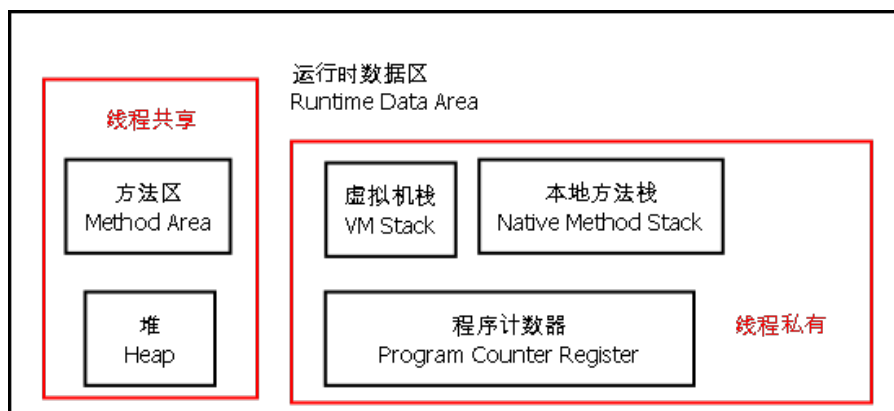 运行时数据区
Runtime Data Area
线程共享
方法区
Method Area
堆
Heap
虚拟机栈
VM Stack
本地方法栈
Native Method Stack
程序计数器
Program Counter Register
线程私有